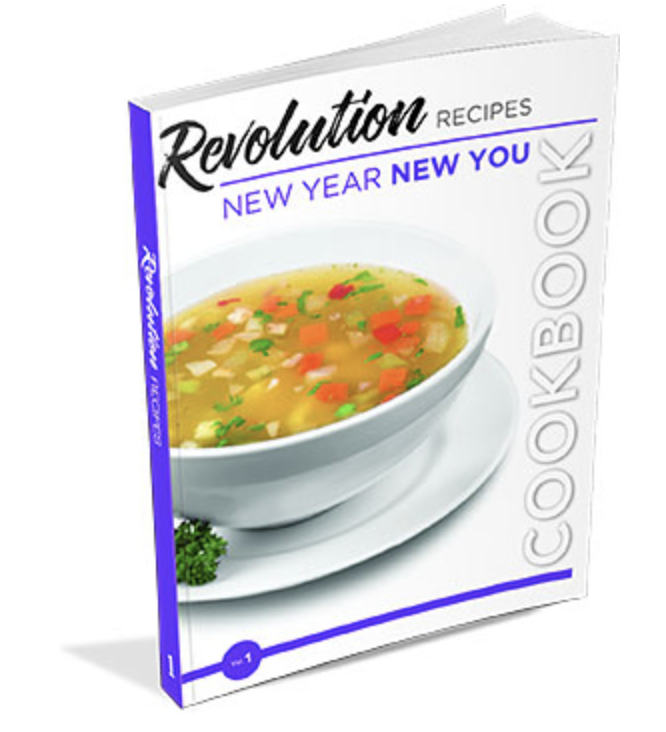 Revolution RECIPES
NEW YEAR NEW YOU
COOKBOOK
Revolution RECIPES
1
Vol. 1